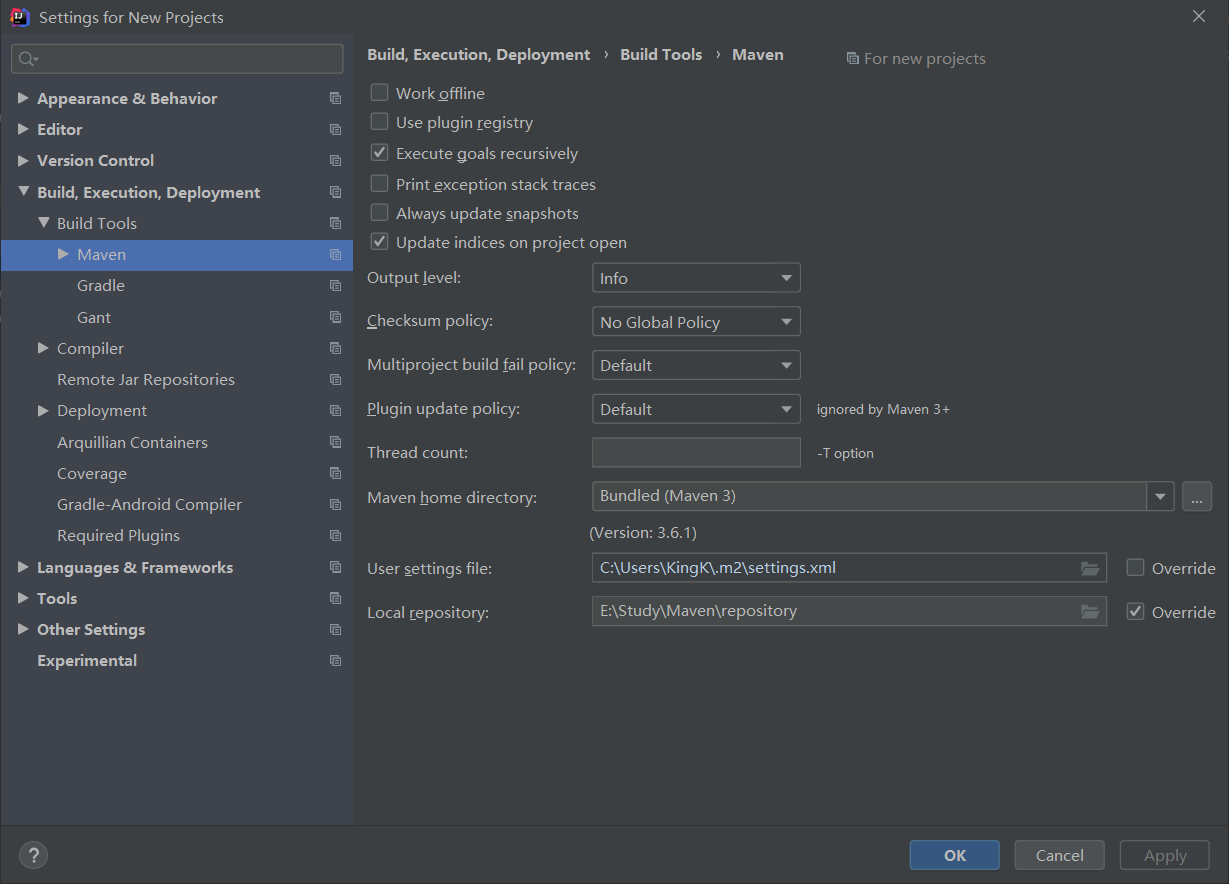 Settings for New Projects
Appearance & Behavior
Editor
Version Control
Build, Execution, Deployment
Build Tools
Maven
Gradle
Gant
Compiler
Remote Jar Repositories
Deployment
Arquillian Containers
Coverage
Gradle-Android Compiler
Required Plugins
Languages & Frameworks
Tools
Other Settings
Experimental
Build, Execution, Deployment › Build Tools › Maven For new projects
Work offline
Use plugin registry
Execute goals recursively
Print exception stack traces
Always update snapshots
Update indices on project open
Output level: Info
Checksum policy: No Global Policy
Multiproject build fail policy: Default
Plugin update policy: Default ignored by Maven 3+
Thread count: -T option
Maven home directory: Bundled (Maven 3) ...
(Version: 3.6.1)
User settings file: C:\Users\KingK\.m2\settings.xml Override
Local repository: E:\Study\Maven\repository Override
? OK Cancel Apply